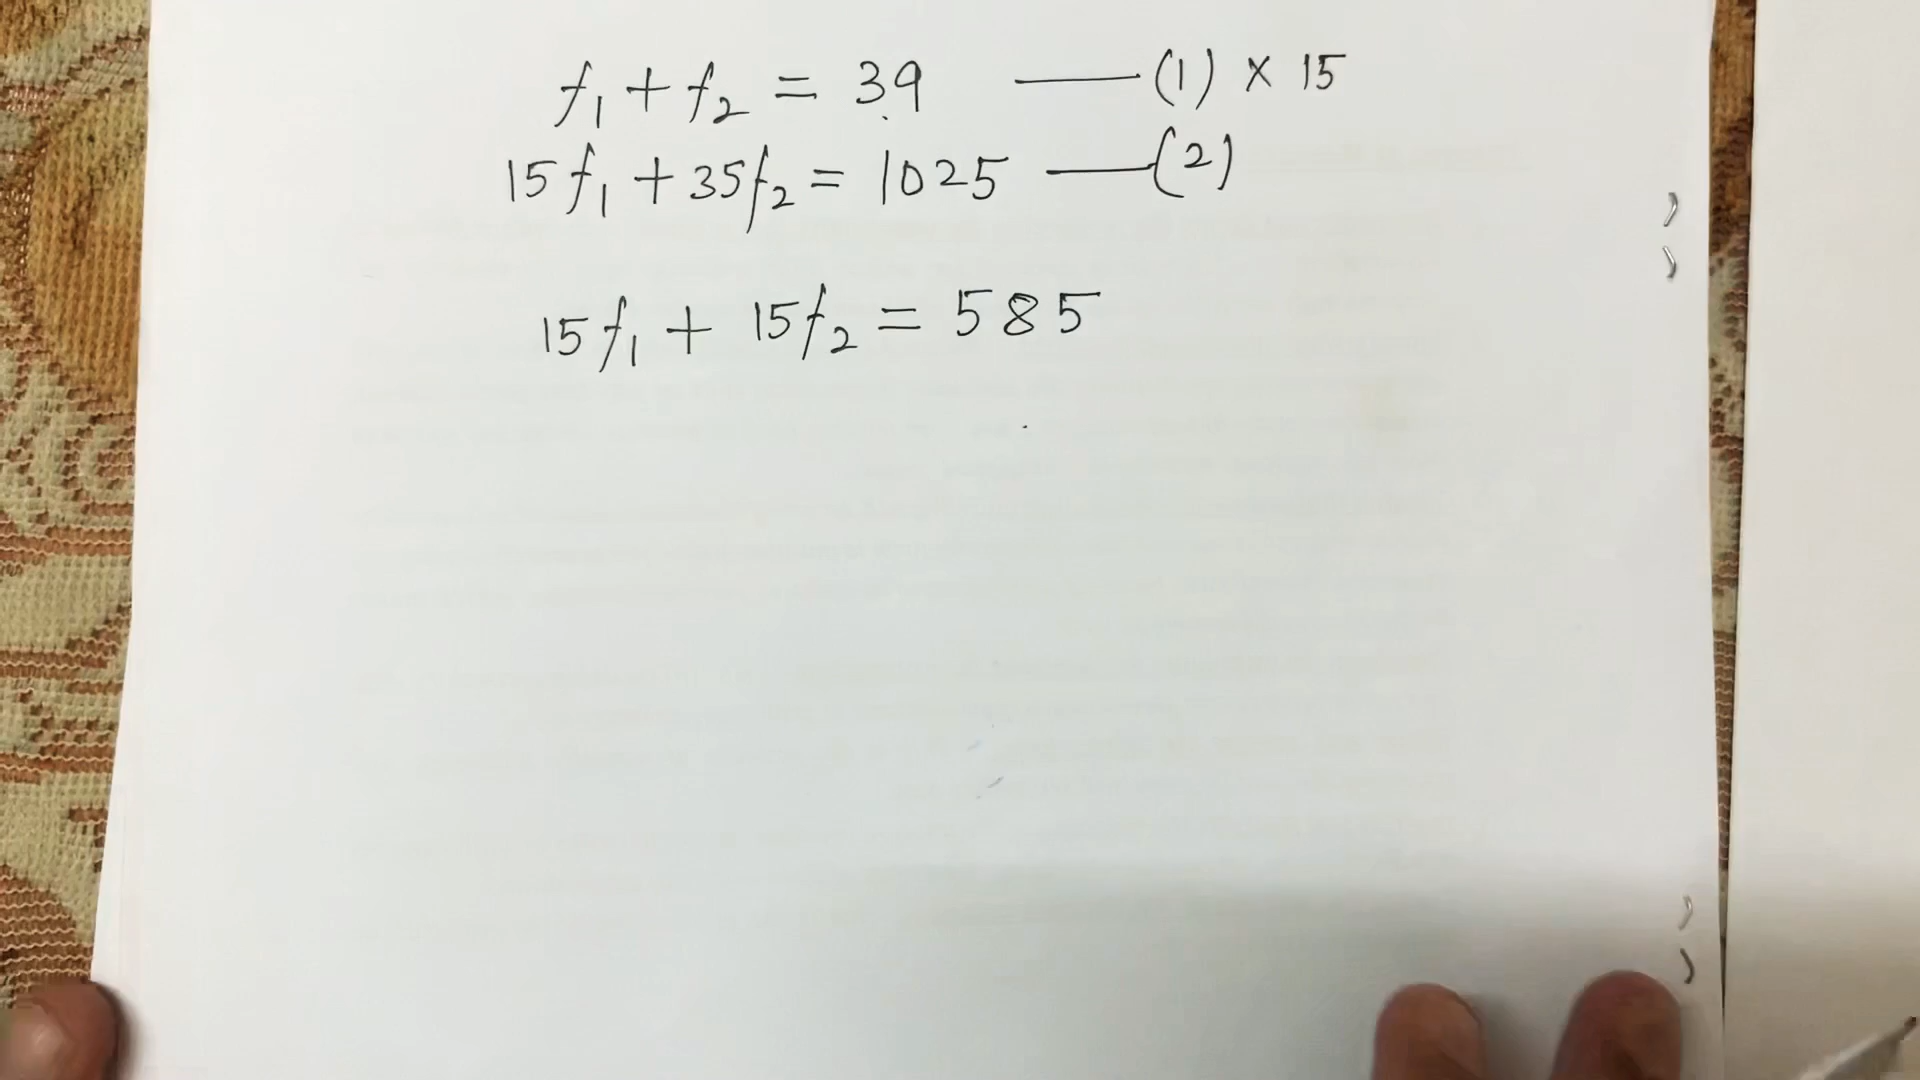 f₁ + f₂ = 39 —— (1) × 15
15f₁ + 35f₂ = 1025 —— (2)
15f₁ + 15f₂ = 585